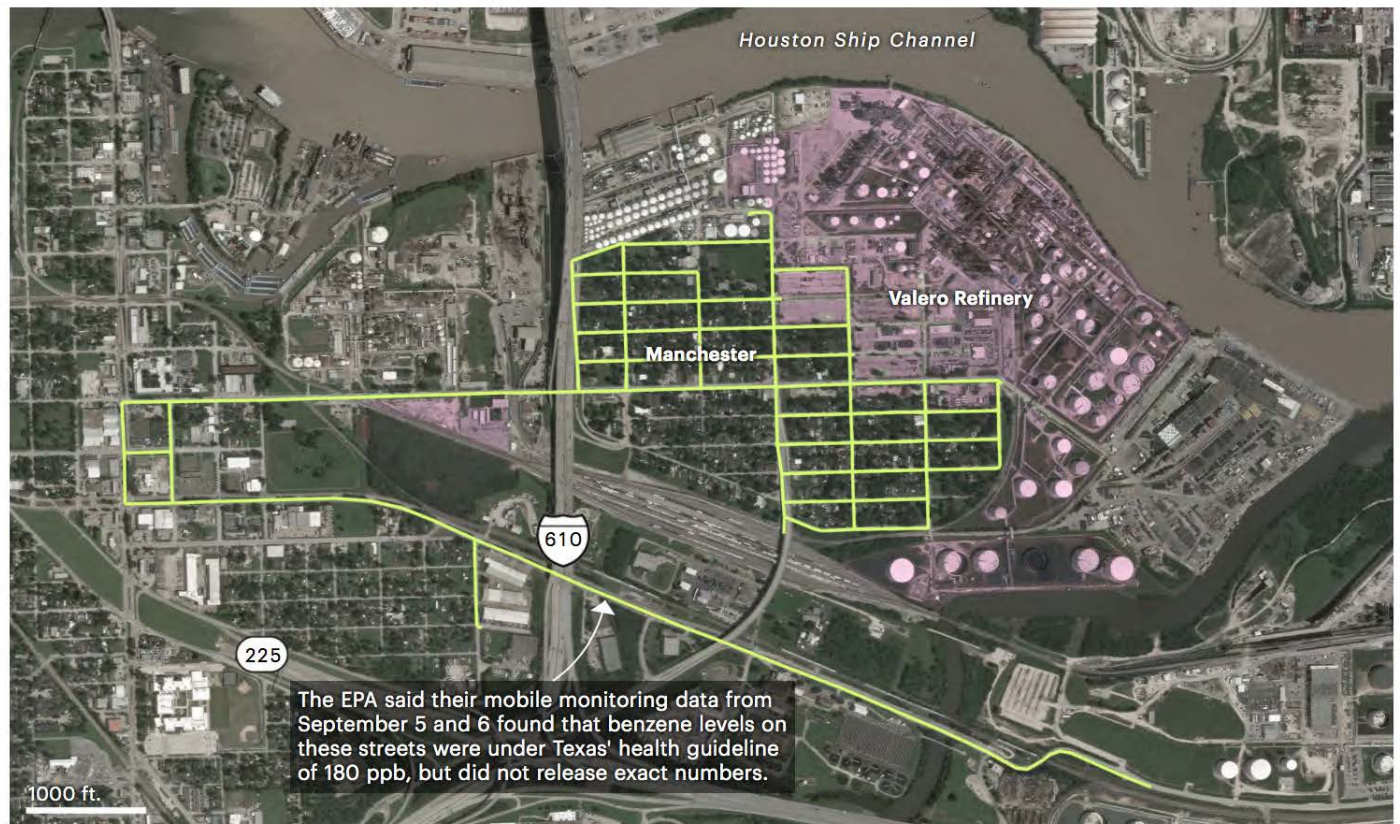 Houston Ship Channel
Valero Refinery
Manchester
610
225
The EPA said their mobile monitoring data from
September 5 and 6 found that benzene levels on
these streets were under Texas' health guideline
of 180 ppb, but did not release exact numbers.
1000 ft.